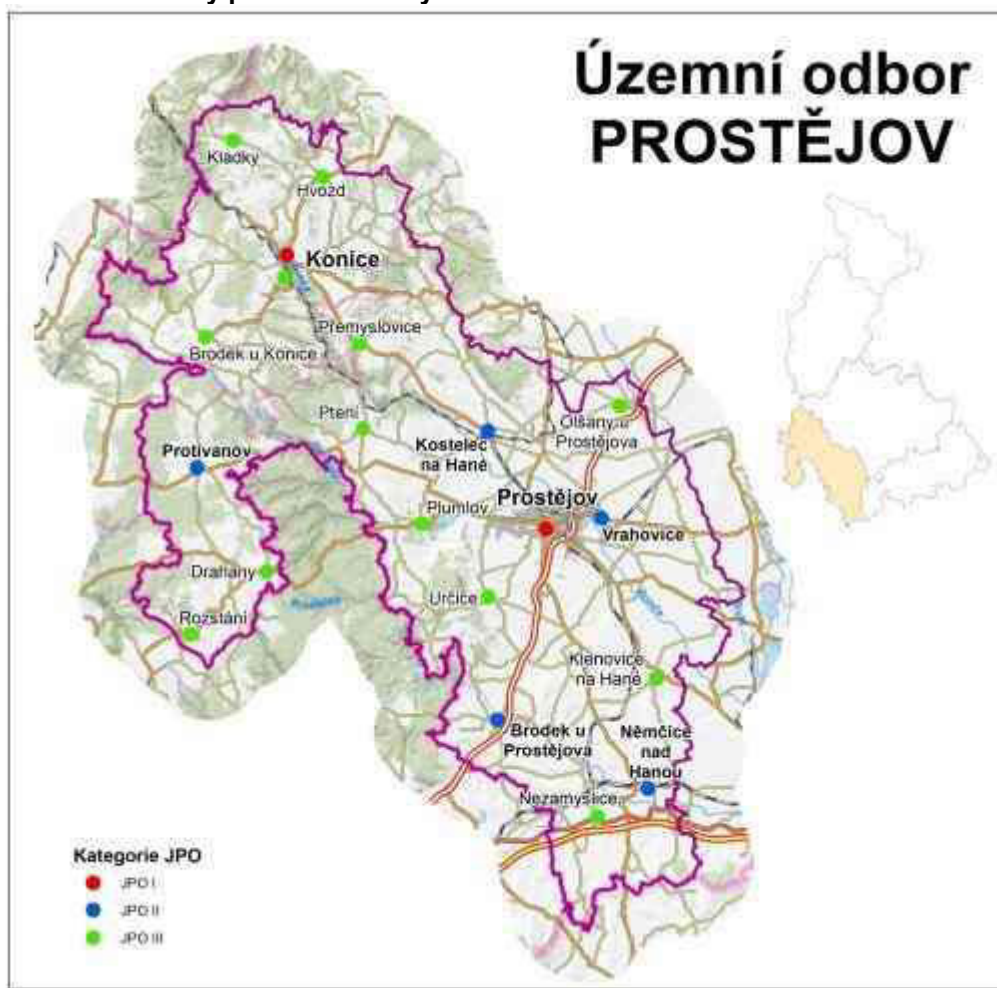 Územní odbor
PROSTĚJOV
Kladky
Hvozd
Konice
Přemyslovice
Brodek u Konice
Ptení
Olšany u
Prostějova
Kostelec
na Hané
Protivanov
Prostějov
Plumlov
Vrahovice
Drahany
Určice
Rozstání
Klenovice
na Hané
Brodek u
Prostějova
Němčice
nad
Hanou
Nezamyslice
Kategorie JPO
JPO I
JPO II
JPO III